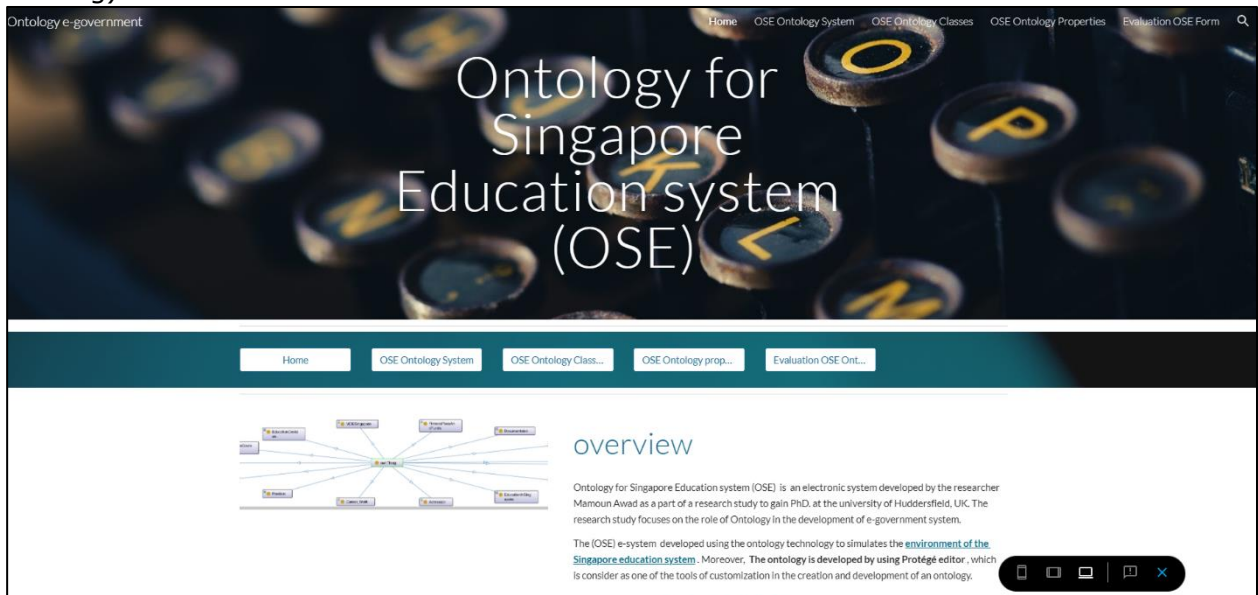 Ontology e-government
Home OSE Ontology System OSE Ontology Classes OSE Ontology Properties Evaluation OSE Form
Ontology for
Singapore
Education system
(OSE)
Home OSE Ontology System OSE Ontology Class... OSE Ontology prop... Evaluation OSE Ont...
overview
Ontology for Singapore Education system (OSE) is an electronic system developed by the researcher
Mamoun Awad as a part of a research study to gain PhD. at the university of Huddersfield, UK. The
research study focuses on the role of Ontology in the development of e-government system.
The (OSE) e-system developed using the ontology technology to simulates the environment of the
Singapore education system . Moreover, The ontology is developed by using Protégé editor , which
is consider as one of the tools of customization in the creation and development of an ontology.